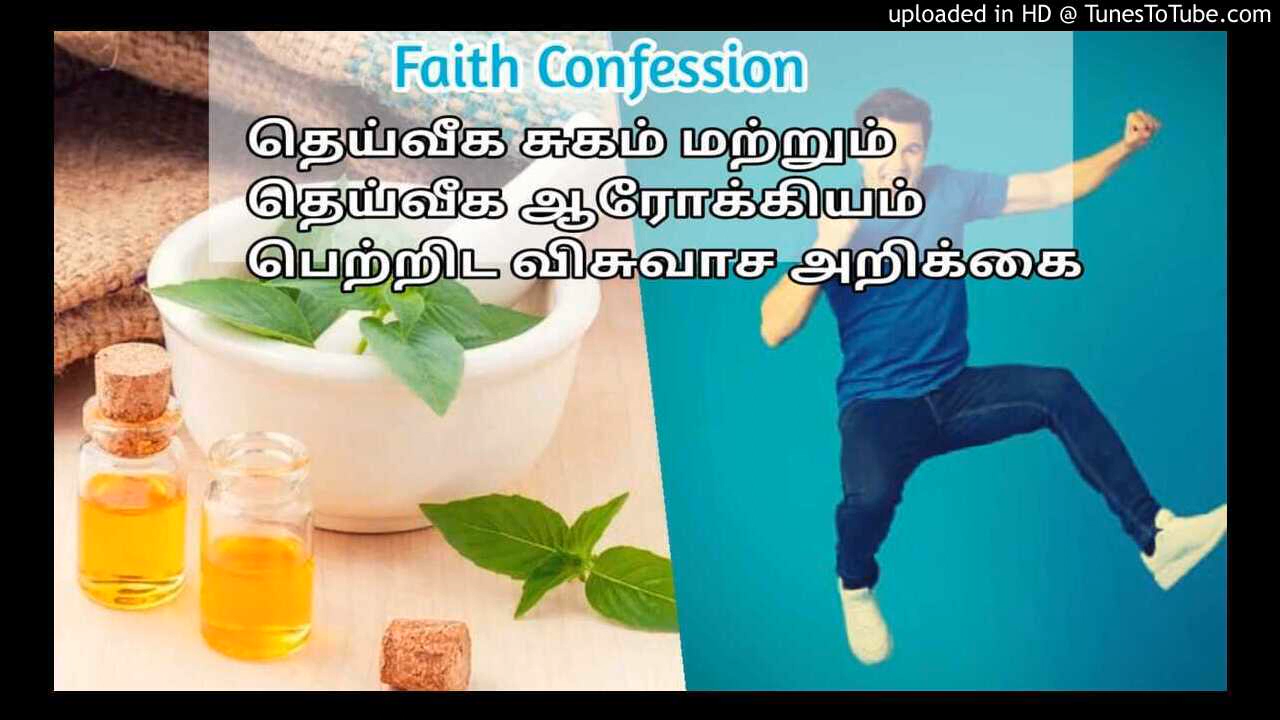 uploaded in HD @ TunesToTube.com
Faith Confession
தெய்வீக சுகம் மற்றும்
தெய்வீக ஆரோக்கியம்
பெற்றிட விசுவாச அறிக்கை